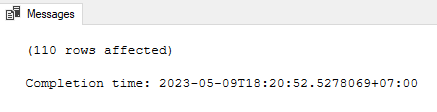 Messages
(110 rows affected)
Completion time: 2023-05-09T18:20:52.5278069+07:00